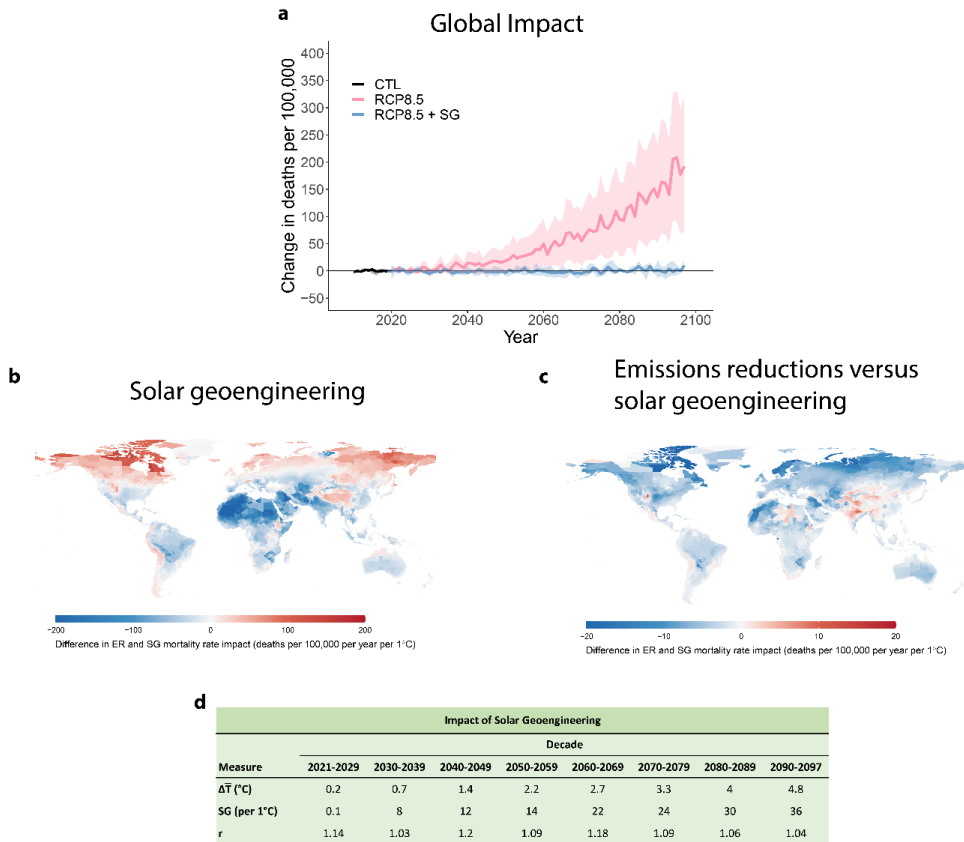 a
Global Impact
Change in deaths per 100,000
400
350
300
250
200
150
100
50
0
−50
CTL
RCP8.5
RCP8.5 + SG
2020 2040 2060 2080 2100
Year
b
Solar geoengineering
−200 −100 0 100 200
Difference in ER and SG mortality rate impact (deaths per 100,000 per year per 1°C)
c
Emissions reductions versus
solar geoengineering
−20 −10 0 10 20
Difference in ER and SG mortality rate impact (deaths per 100,000 per year per 1°C)
d
Impact of Solar Geoengineering
Decade
Measure 2021-2029 2030-2039 2040-2049 2050-2059 2060-2069 2070-2079 2080-2089 2090-2097
ΔT̅ (°C) 0.2 0.7 1.4 2.2 2.7 3.3 4 4.8
SG (per 1°C) 0.1 8 12 14 22 24 30 36
r 1.14 1.03 1.2 1.09 1.18 1.09 1.06 1.04